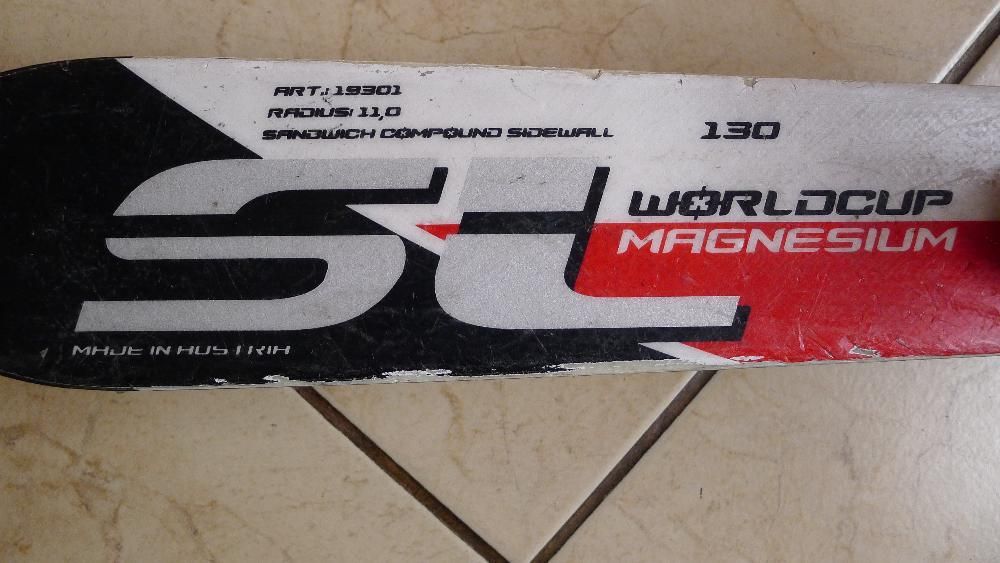 ART.: 19301
RADIUS: 11,0
SANDWICH COMPOUND SIDEWALL
130
SL
WORLDCUP
MAGNESIUM
MADE IN AUSTRIA